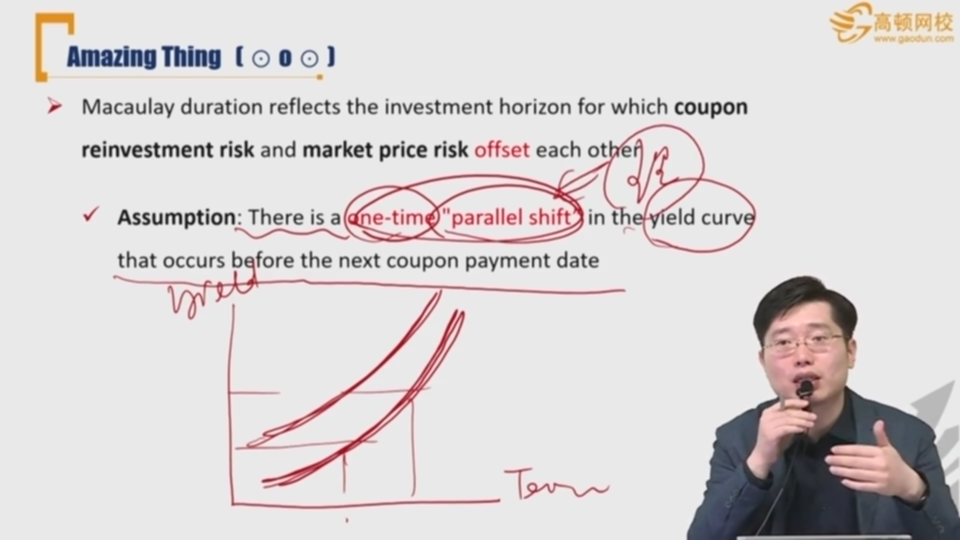 Amazing Thing (⊙ o ⊙)
高顿网校
www.gaodun.com
➢ Macaulay duration reflects the investment horizon for which coupon
reinvestment risk and market price risk offset each other
✓ Assumption: There is a one-time "parallel shift" in the yield curve
that occurs before the next coupon payment date
Yield
Term